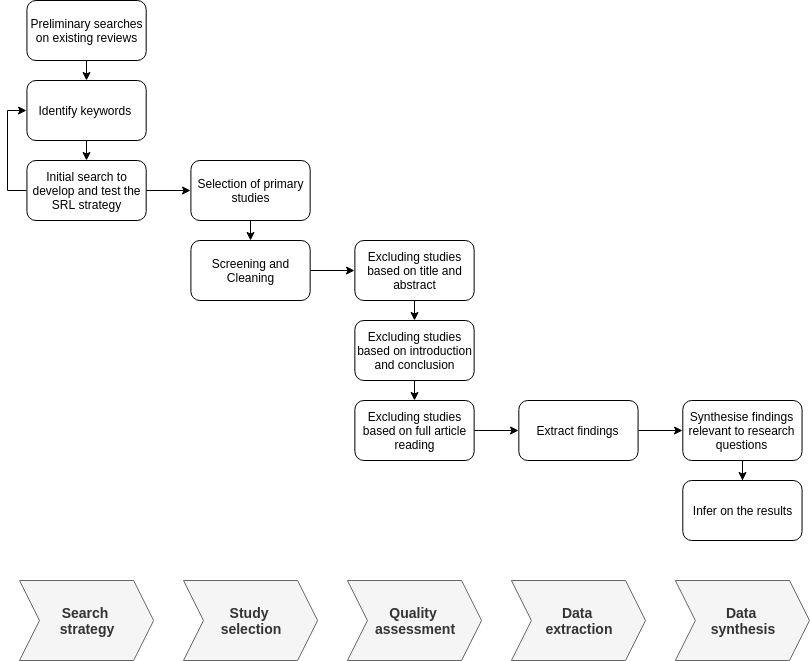 Preliminary searches
on existing reviews
Identify keywords
Initial search to
develop and test the
SRL strategy
Selection of primary
studies
Screening and
Cleaning
Excluding studies
based on title and
abstract
Excluding studies
based on introduction
and conclusion
Excluding studies
based on full article
reading
Extract findings
Synthesise findings
relevant to research
questions
Infer on the results
Search
strategy
Study
selection
Quality
assessment
Data
extraction
Data
synthesis